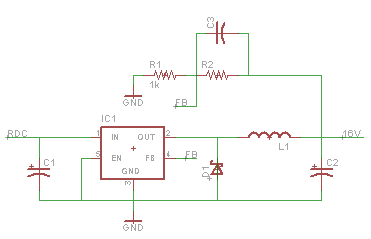 C3
R1
R2
1k
GND
FB
IC1
RDC
1
IN
OUT
2
16V
L1
5
EN
FB
4
FB
C1
GND
3
D1
C2
GND